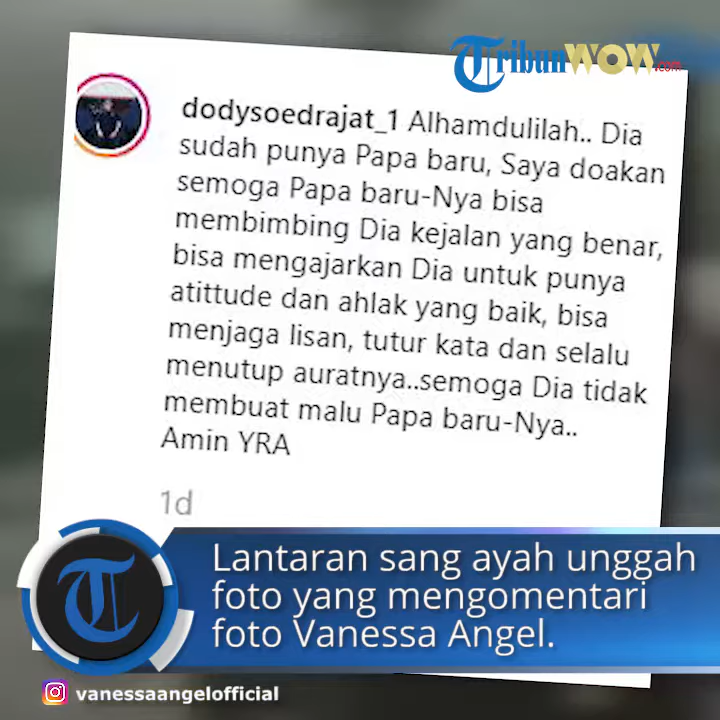 TribunWOW.com
dodysoedrajat_1 Alhamdulilah.. Dia
sudah punya Papa baru, Saya doakan
semoga Papa baru-Nya bisa
membimbing Dia kejalan yang benar,
bisa mengajarkan Dia untuk punya
atittude dan ahlak yang baik, bisa
menjaga lisan, tutur kata dan selalu
menutup auratnya..semoga Dia tidak
membuat malu Papa baru-Nya..
Amin YRA
1d
T
Lantaran sang ayah unggah
foto yang mengomentari
foto Vanessa Angel.
vanessaangelofficial